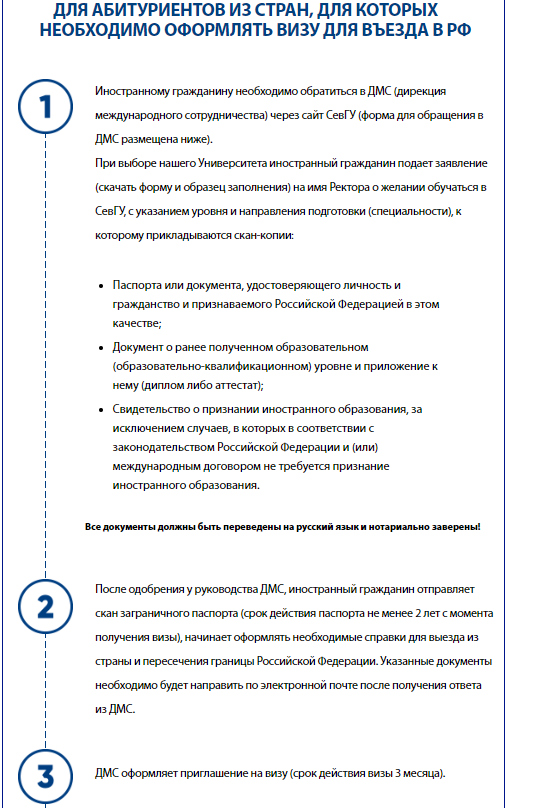 ДЛЯ АБИТУРИЕНТОВ ИЗ СТРАН, ДЛЯ КОТОРЫХ
НЕОБХОДИМО ОФОРМЛЯТЬ ВИЗУ ДЛЯ ВЪЕЗДА В РФ
1
Иностранному гражданину необходимо обратиться в ДМС (дирекция
международного сотрудничества) через сайт СевГУ (форма для обращения в
ДМС размещена ниже).
При выборе нашего Университета иностранный гражданин подает заявление
(скачать форму и образец заполнения) на имя Ректора о желании обучаться в
СевГУ, с указанием уровня и направления подготовки (специальности), к
которому прикладываются скан-копии:
• Паспорта или документа, удостоверяющего личность и
гражданство и признаваемого Российской Федерацией в этом
качестве;
• Документ о ранее полученном образовательном
(образовательно-квалификационном) уровне и приложение к
нему (диплом либо аттестат);
• Свидетельство о признании иностранного образования, за
исключением случаев, в которых в соответствии с
законодательством Российской Федерации и (или)
международным договором не требуется признание
иностранного образования.
Все документы должны быть переведены на русский язык и нотариально заверены!
2
После одобрения у руководства ДМС, иностранный гражданин отправляет
скан заграничного паспорта (срок действия паспорта не менее 2 лет с момента
получения визы), начинает оформлять необходимые справки для выезда из
страны и пересечения границы Российской Федерации. Указанные документы
необходимо будет направить по электронной почте после получения ответа
из ДМС.
3
ДМС оформляет приглашение на визу (срок действия визы 3 месяца).